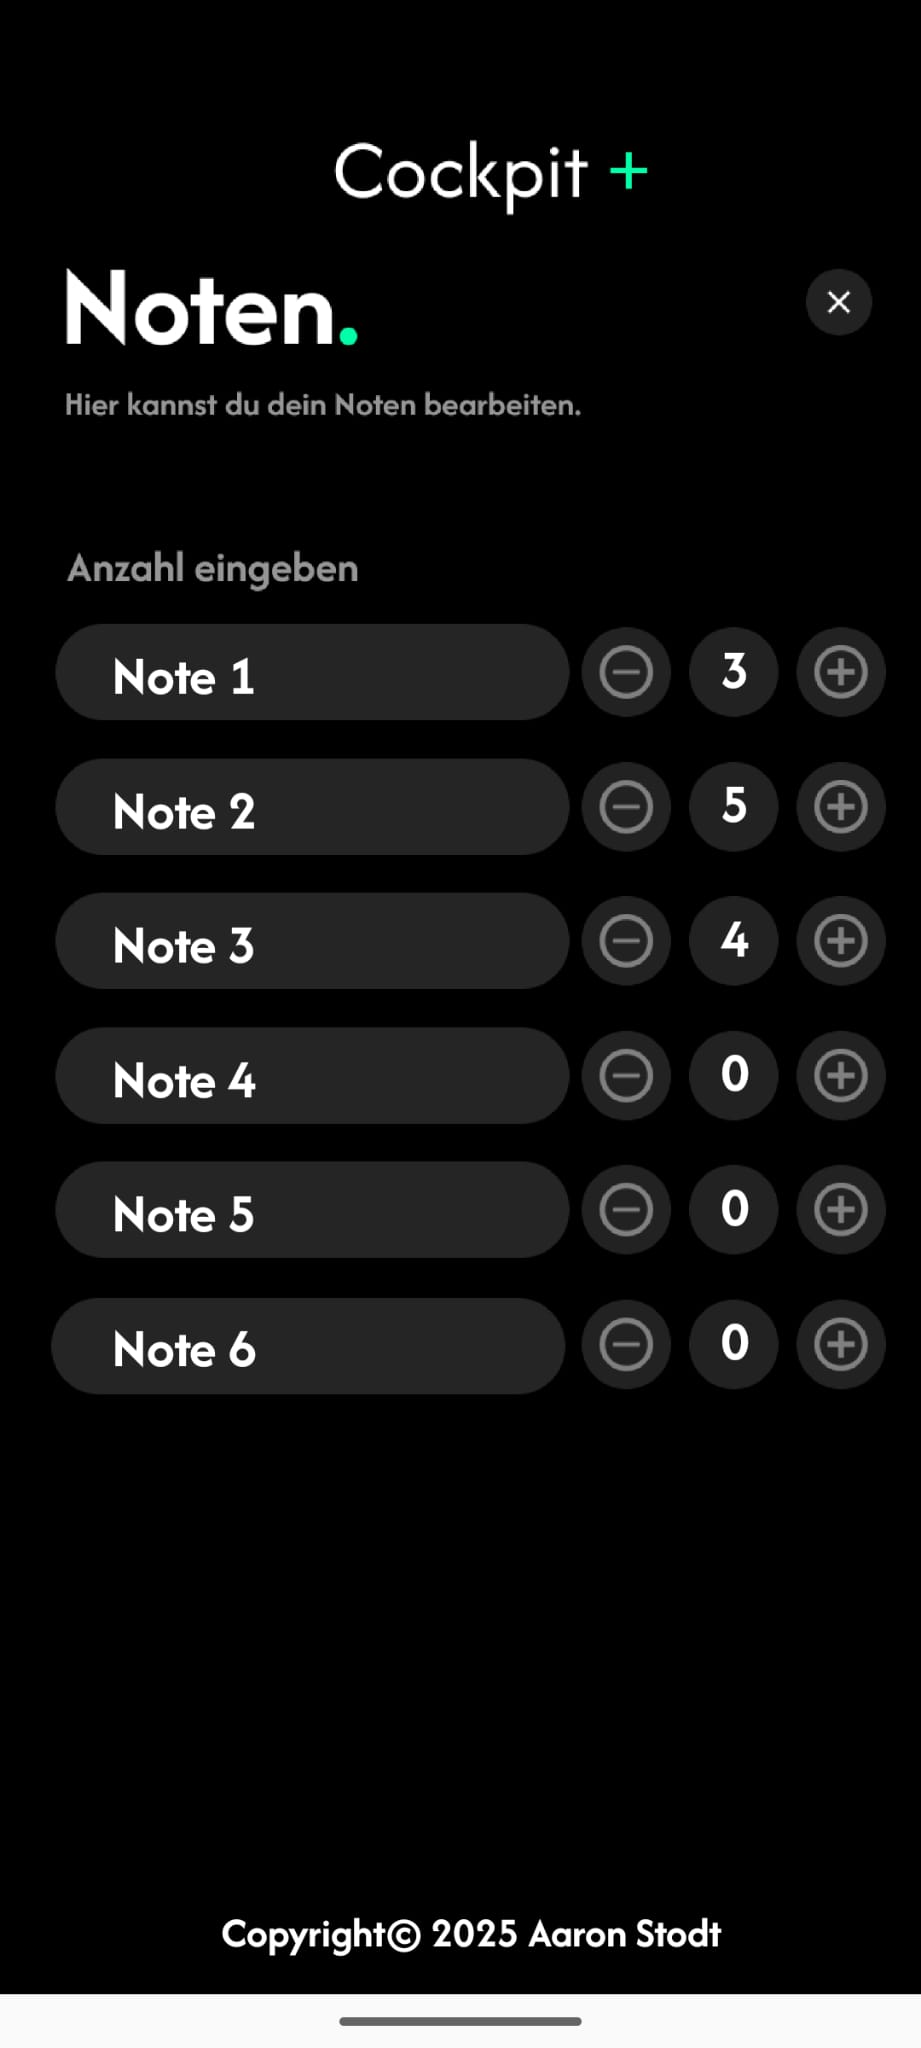 Cockpit +
Noten.
Hier kannst du dein Noten bearbeiten.
Anzahl eingeben
Note 1 3
Note 2 5
Note 3 4
Note 4 0
Note 5 0
Note 6 0
Copyright© 2025 Aaron Stodt